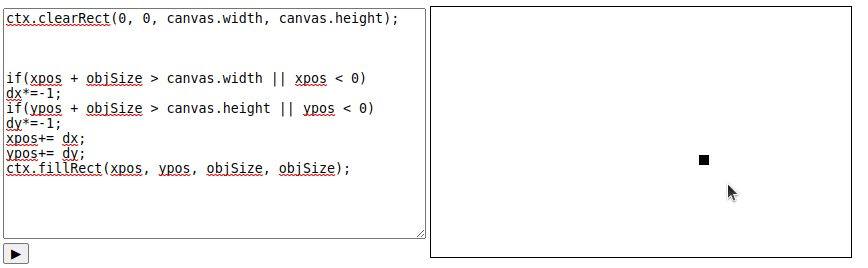 ctx.clearRect(0, 0, canvas.width, canvas.height);
if(xpos + objSize > canvas.width || xpos < 0)
dx*=-1;
if(ypos + objSize > canvas.height || ypos < 0)
dy*=-1;
xpos+= dx;
ypos+= dy;
ctx.fillRect(xpos, ypos, objSize, objSize);